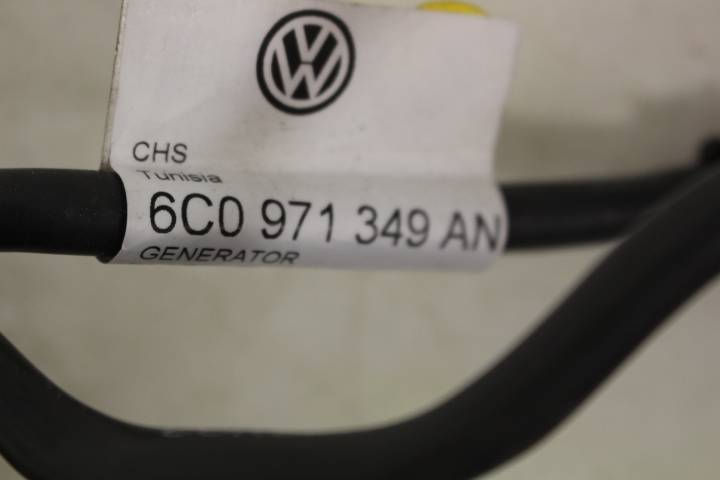 CHS
Tunisia
6C0 971 349 AN
GENERATOR